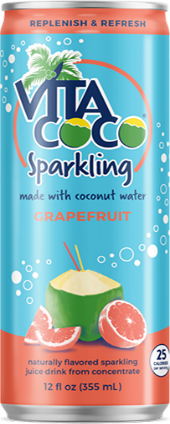 REPLENISH & REFRESH
VITA
COCO
Sparkling
made with coconut water
GRAPEFRUIT
25
CALORIES
naturally flavored sparkling
juice drink from concentrate
12 fl oz (355 mL)